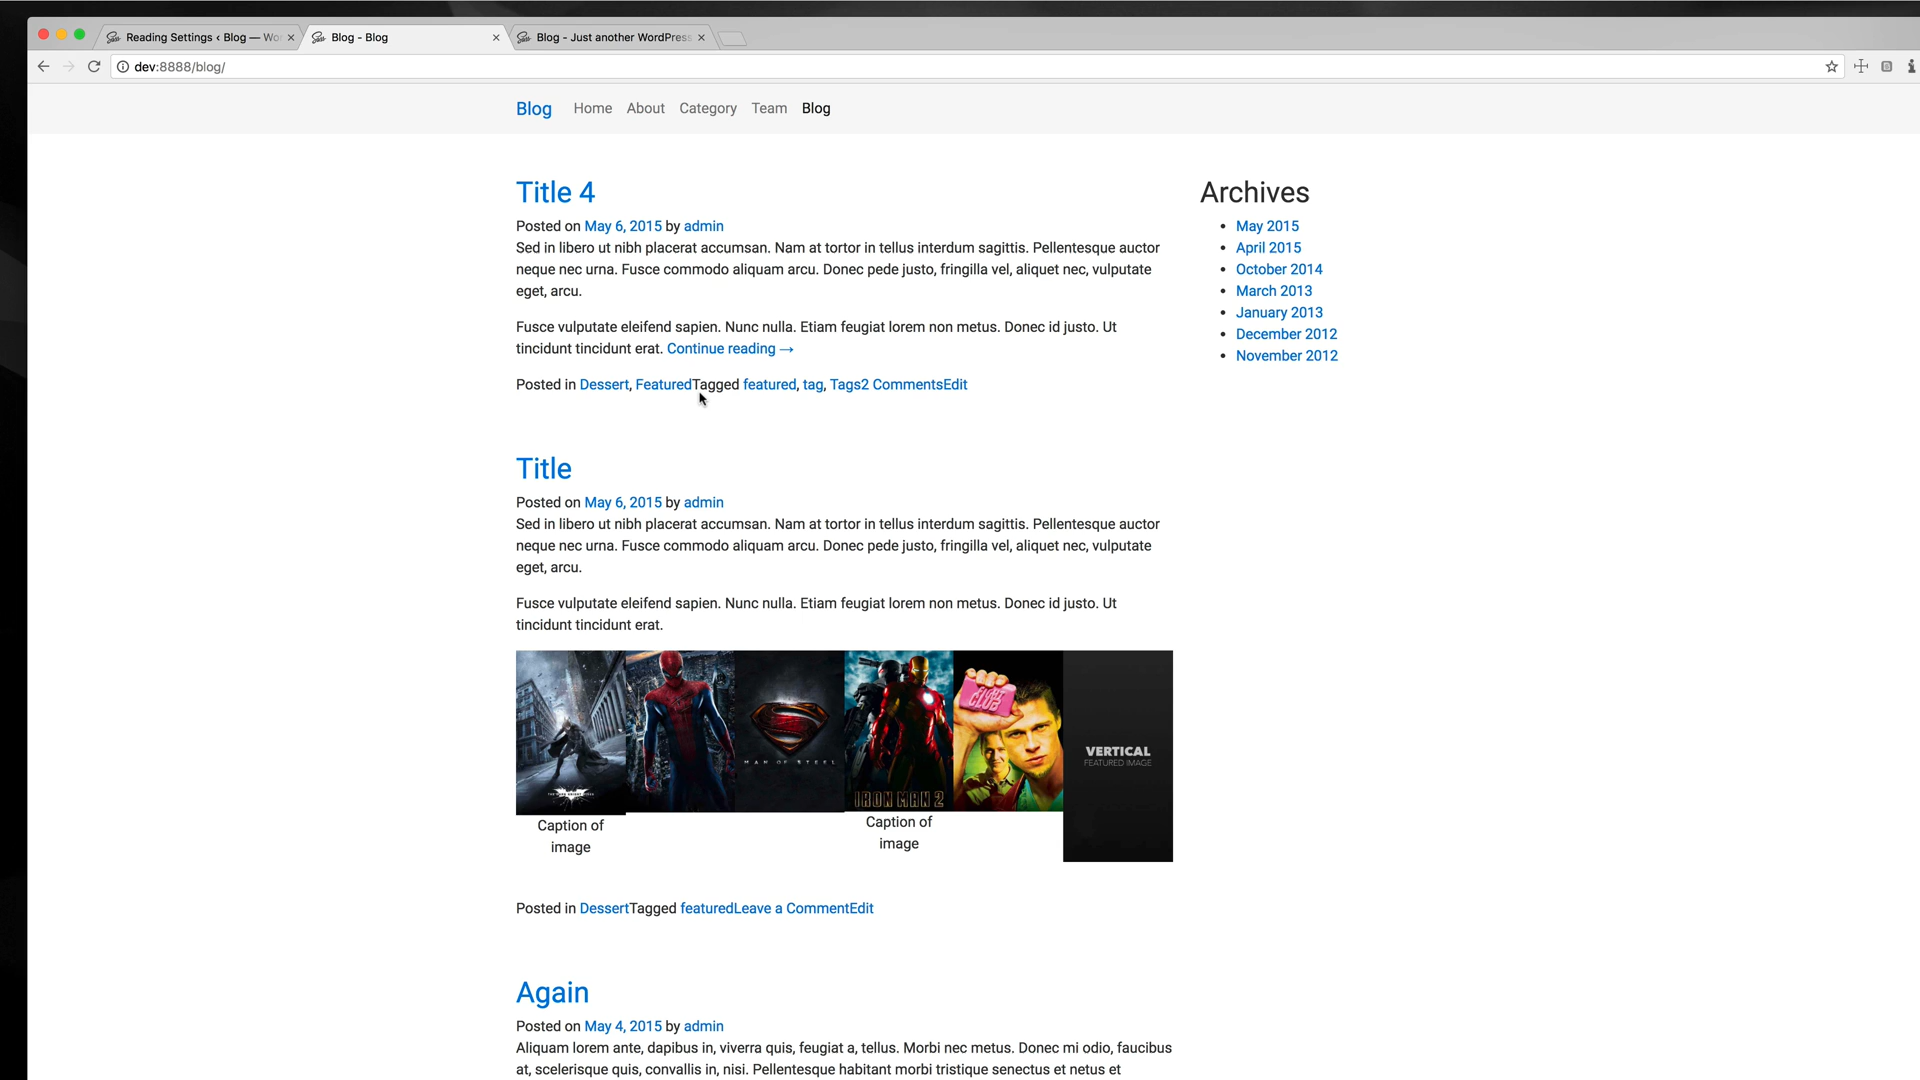 Reading Settings ‹ Blog — Wo
Blog - Blog
Blog - Just another WordPress
dev:8888/blog/
Blog Home About Category Team Blog
Title 4
Posted on May 6, 2015 by admin
Sed in libero ut nibh placerat accumsan. Nam at tortor in tellus interdum sagittis. Pellentesque auctor
neque nec urna. Fusce commodo aliquam arcu. Donec pede justo, fringilla vel, aliquet nec, vulputate
eget, arcu.
Fusce vulputate eleifend sapien. Nunc nulla. Etiam feugiat lorem non metus. Donec id justo. Ut
tincidunt tincidunt erat. Continue reading →
Posted in Dessert, FeaturedTagged featured, tag, Tags2 CommentsEdit
Archives
May 2015
April 2015
October 2014
March 2013
January 2013
December 2012
November 2012
Title
Posted on May 6, 2015 by admin
Sed in libero ut nibh placerat accumsan. Nam at tortor in tellus interdum sagittis. Pellentesque auctor
neque nec urna. Fusce commodo aliquam arcu. Donec pede justo, fringilla vel, aliquet nec, vulputate
eget, arcu.
Fusce vulputate eleifend sapien. Nunc nulla. Etiam feugiat lorem non metus. Donec id justo. Ut
tincidunt tincidunt erat.
MAN OF STEEL
IRON MAN 2
FIGHT
CLUB
VERTICAL
FEATURED IMAGE
Caption of
image
Caption of
image
Posted in DessertTagged featuredLeave a CommentEdit
Again
Posted on May 4, 2015 by admin
Aliquam lorem ante, dapibus in, viverra quis, feugiat a, tellus. Morbi nec metus. Donec mi odio, faucibus
at, scelerisque quis, convallis in, nisi. Pellentesque habitant morbi tristique senectus et netus et